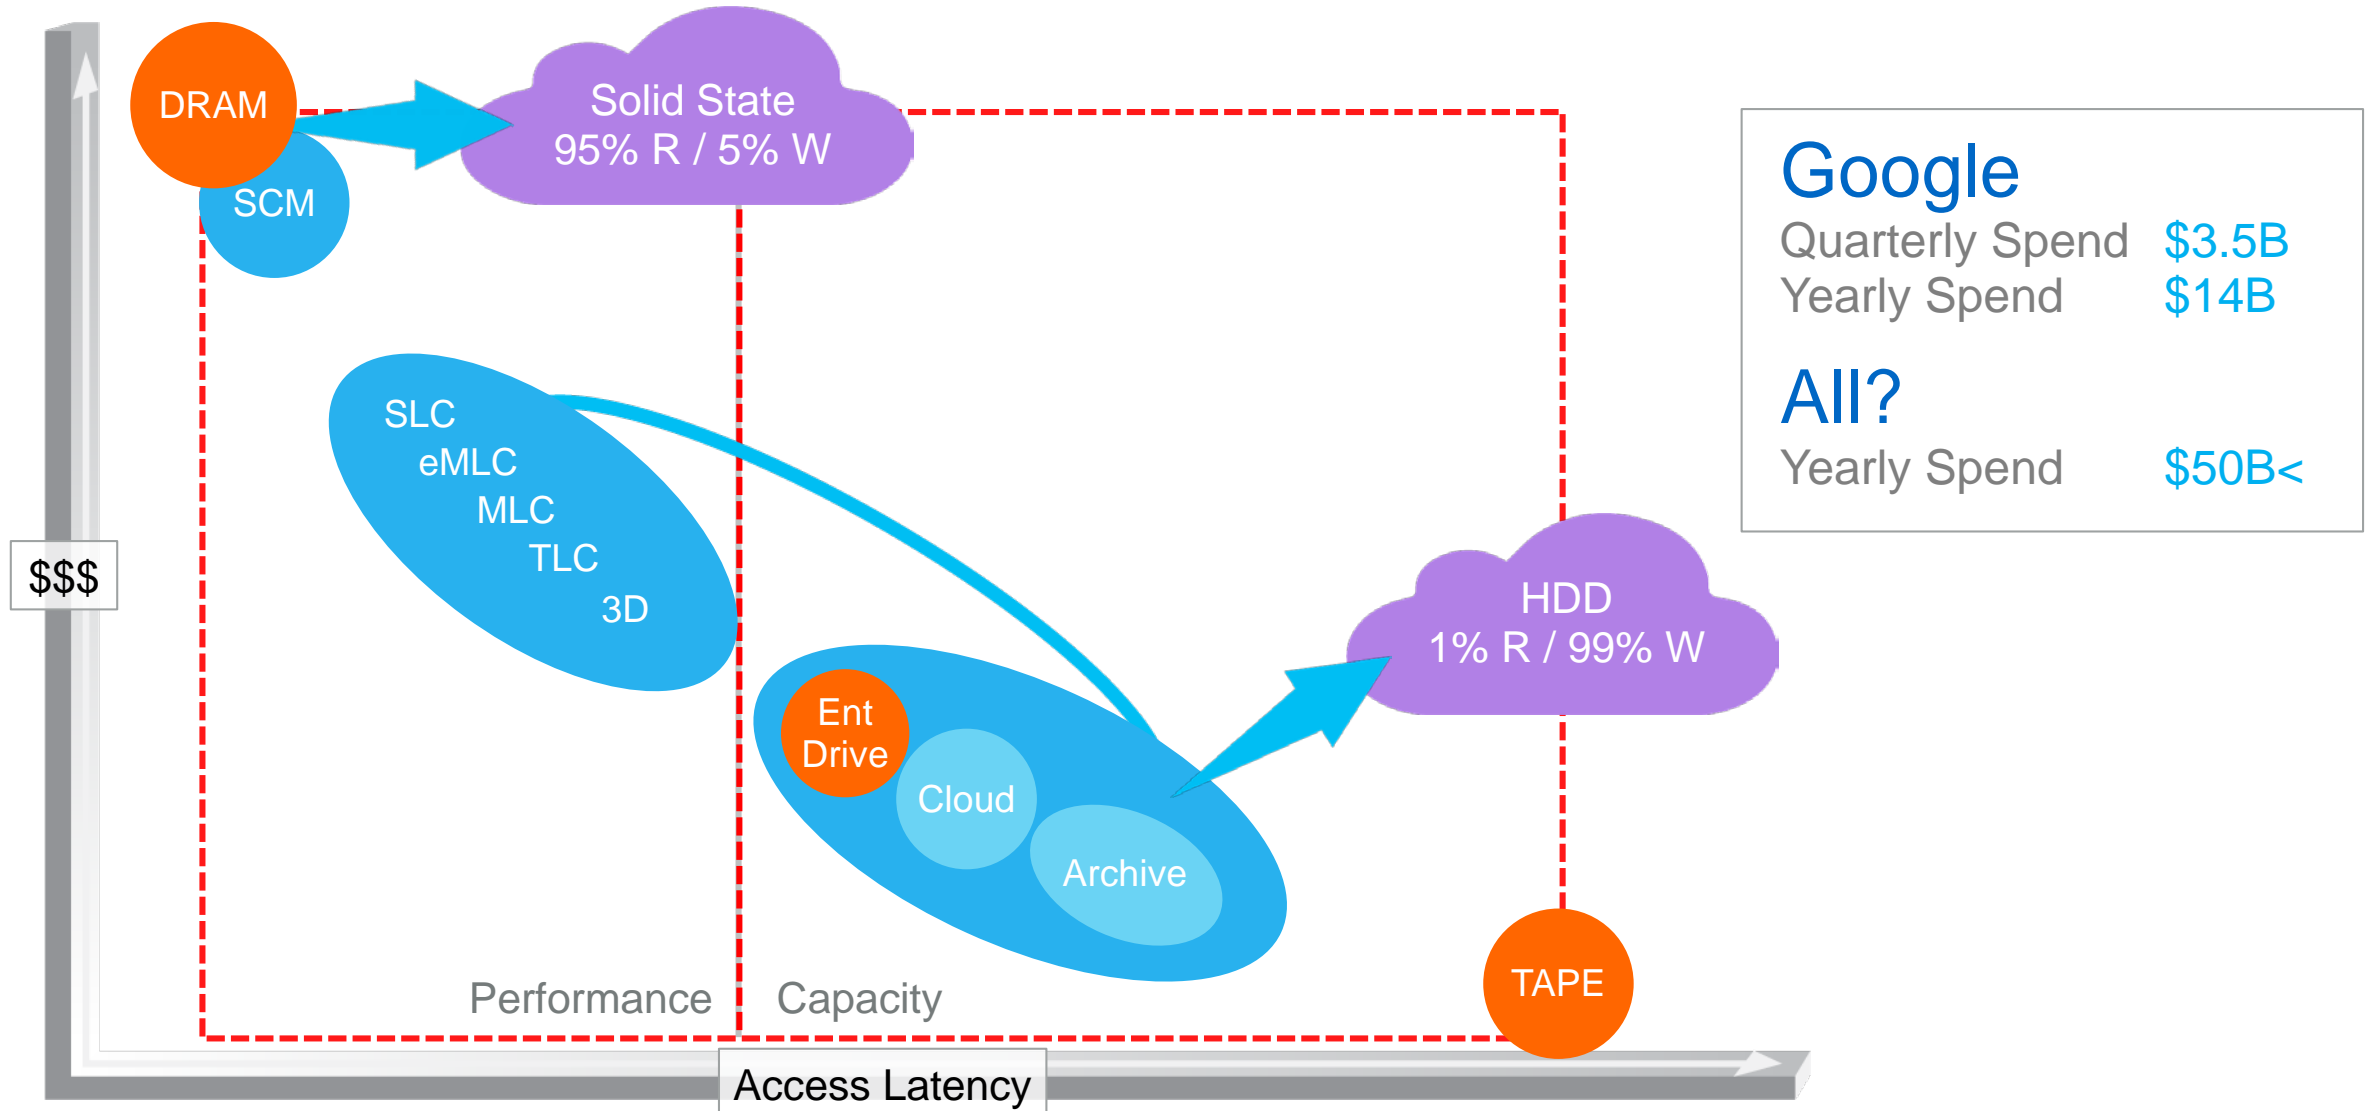 DRAM
SCM
Solid State
95% R / 5% W
Google
Quarterly Spend $3.5B
Yearly Spend $14B
All?
Yearly Spend $50B<
SLC
eMLC
MLC
TLC
3D
$$$
HDD
1% R / 99% W
Ent
Drive
Cloud
Archive
TAPE
Performance
Capacity
Access Latency